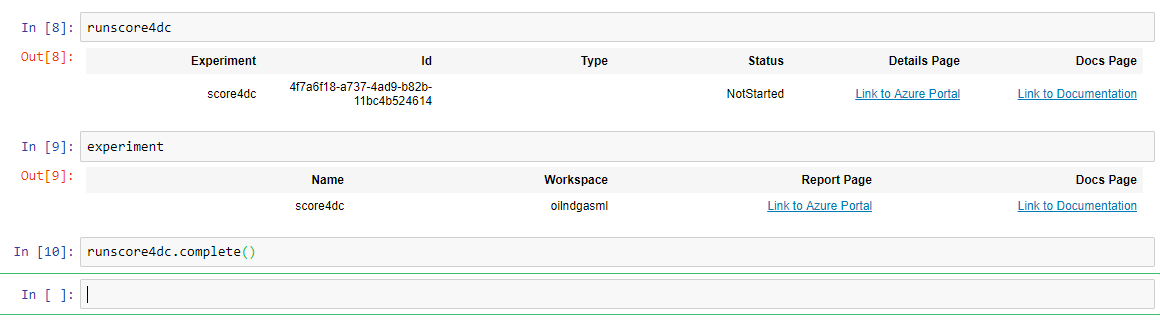 In [8]: runscore4dc
Out[8]:
Experiment Id Type Status Details Page Docs Page
score4dc 4f7a6f18-a737-4ad9-b82b-
11bc4b524614 NotStarted Link to Azure Portal Link to Documentation
In [9]: experiment
Out[9]:
Name Workspace Report Page Docs Page
score4dc oilndgasml Link to Azure Portal Link to Documentation
In [10]: runscore4dc.complete()
In [ ]: